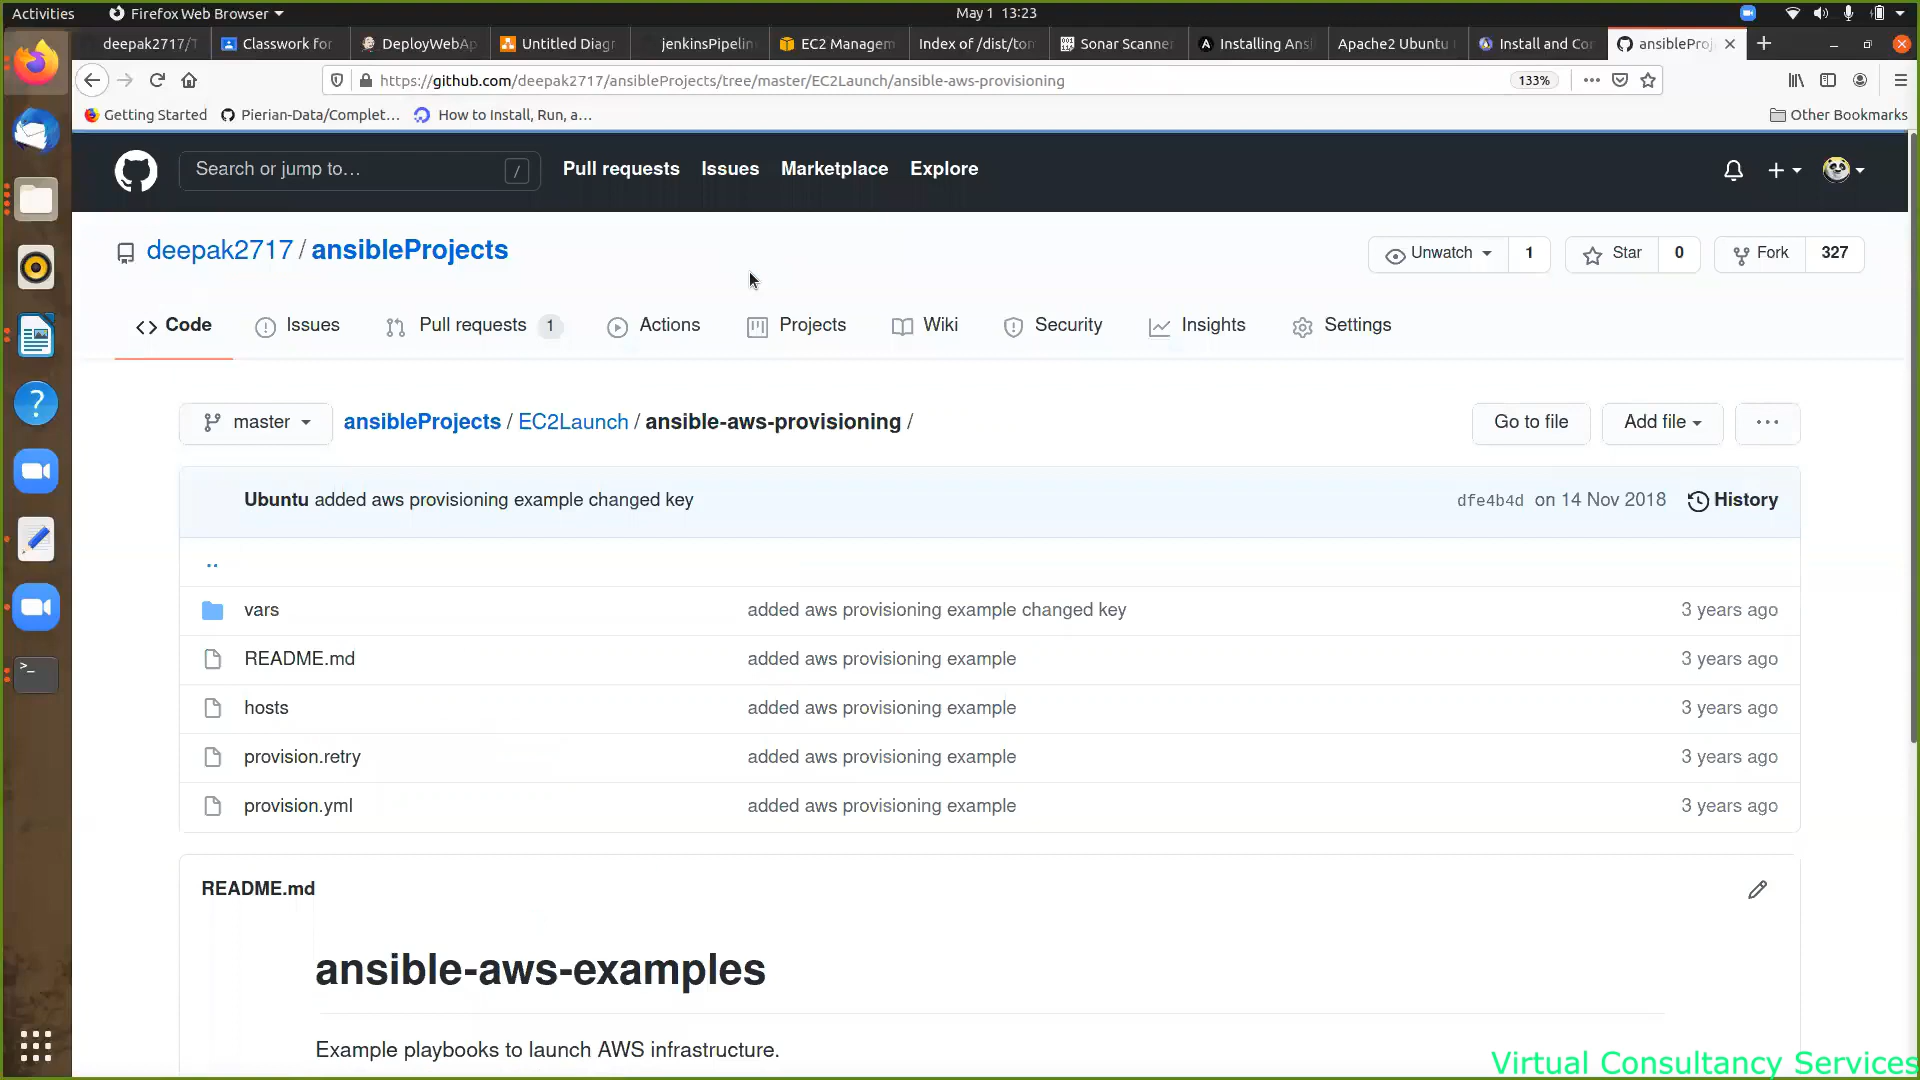 Activities Firefox Web Browser May 1 13:23
deepak2717/T Classwork for DeployWebAp Untitled Diagr jenkinsPipelin EC2 Managem Index of /dist/ton Sonar Scanner Installing Ansi Apache2 Ubuntu Install and Con ansibleProj
https://github.com/deepak2717/ansibleProjects/tree/master/EC2Launch/ansible-aws-provisioning 133%
Getting Started Pierian-Data/Complet… How to Install, Run, a… Other Bookmarks
Search or jump to… / Pull requests Issues Marketplace Explore
deepak2717 / ansibleProjects Unwatch 1 Star 0 Fork 327
Code Issues Pull requests 1 Actions Projects Wiki Security Insights Settings
master ansibleProjects / EC2Launch / ansible-aws-provisioning / Go to file Add file
Ubuntu added aws provisioning example changed key dfe4b4d on 14 Nov 2018 History
..
vars added aws provisioning example changed key 3 years ago
README.md added aws provisioning example 3 years ago
hosts added aws provisioning example 3 years ago
provision.retry added aws provisioning example 3 years ago
provision.yml added aws provisioning example 3 years ago
README.md
ansible-aws-examples
Example playbooks to launch AWS infrastructure.
Virtual Consultancy Services